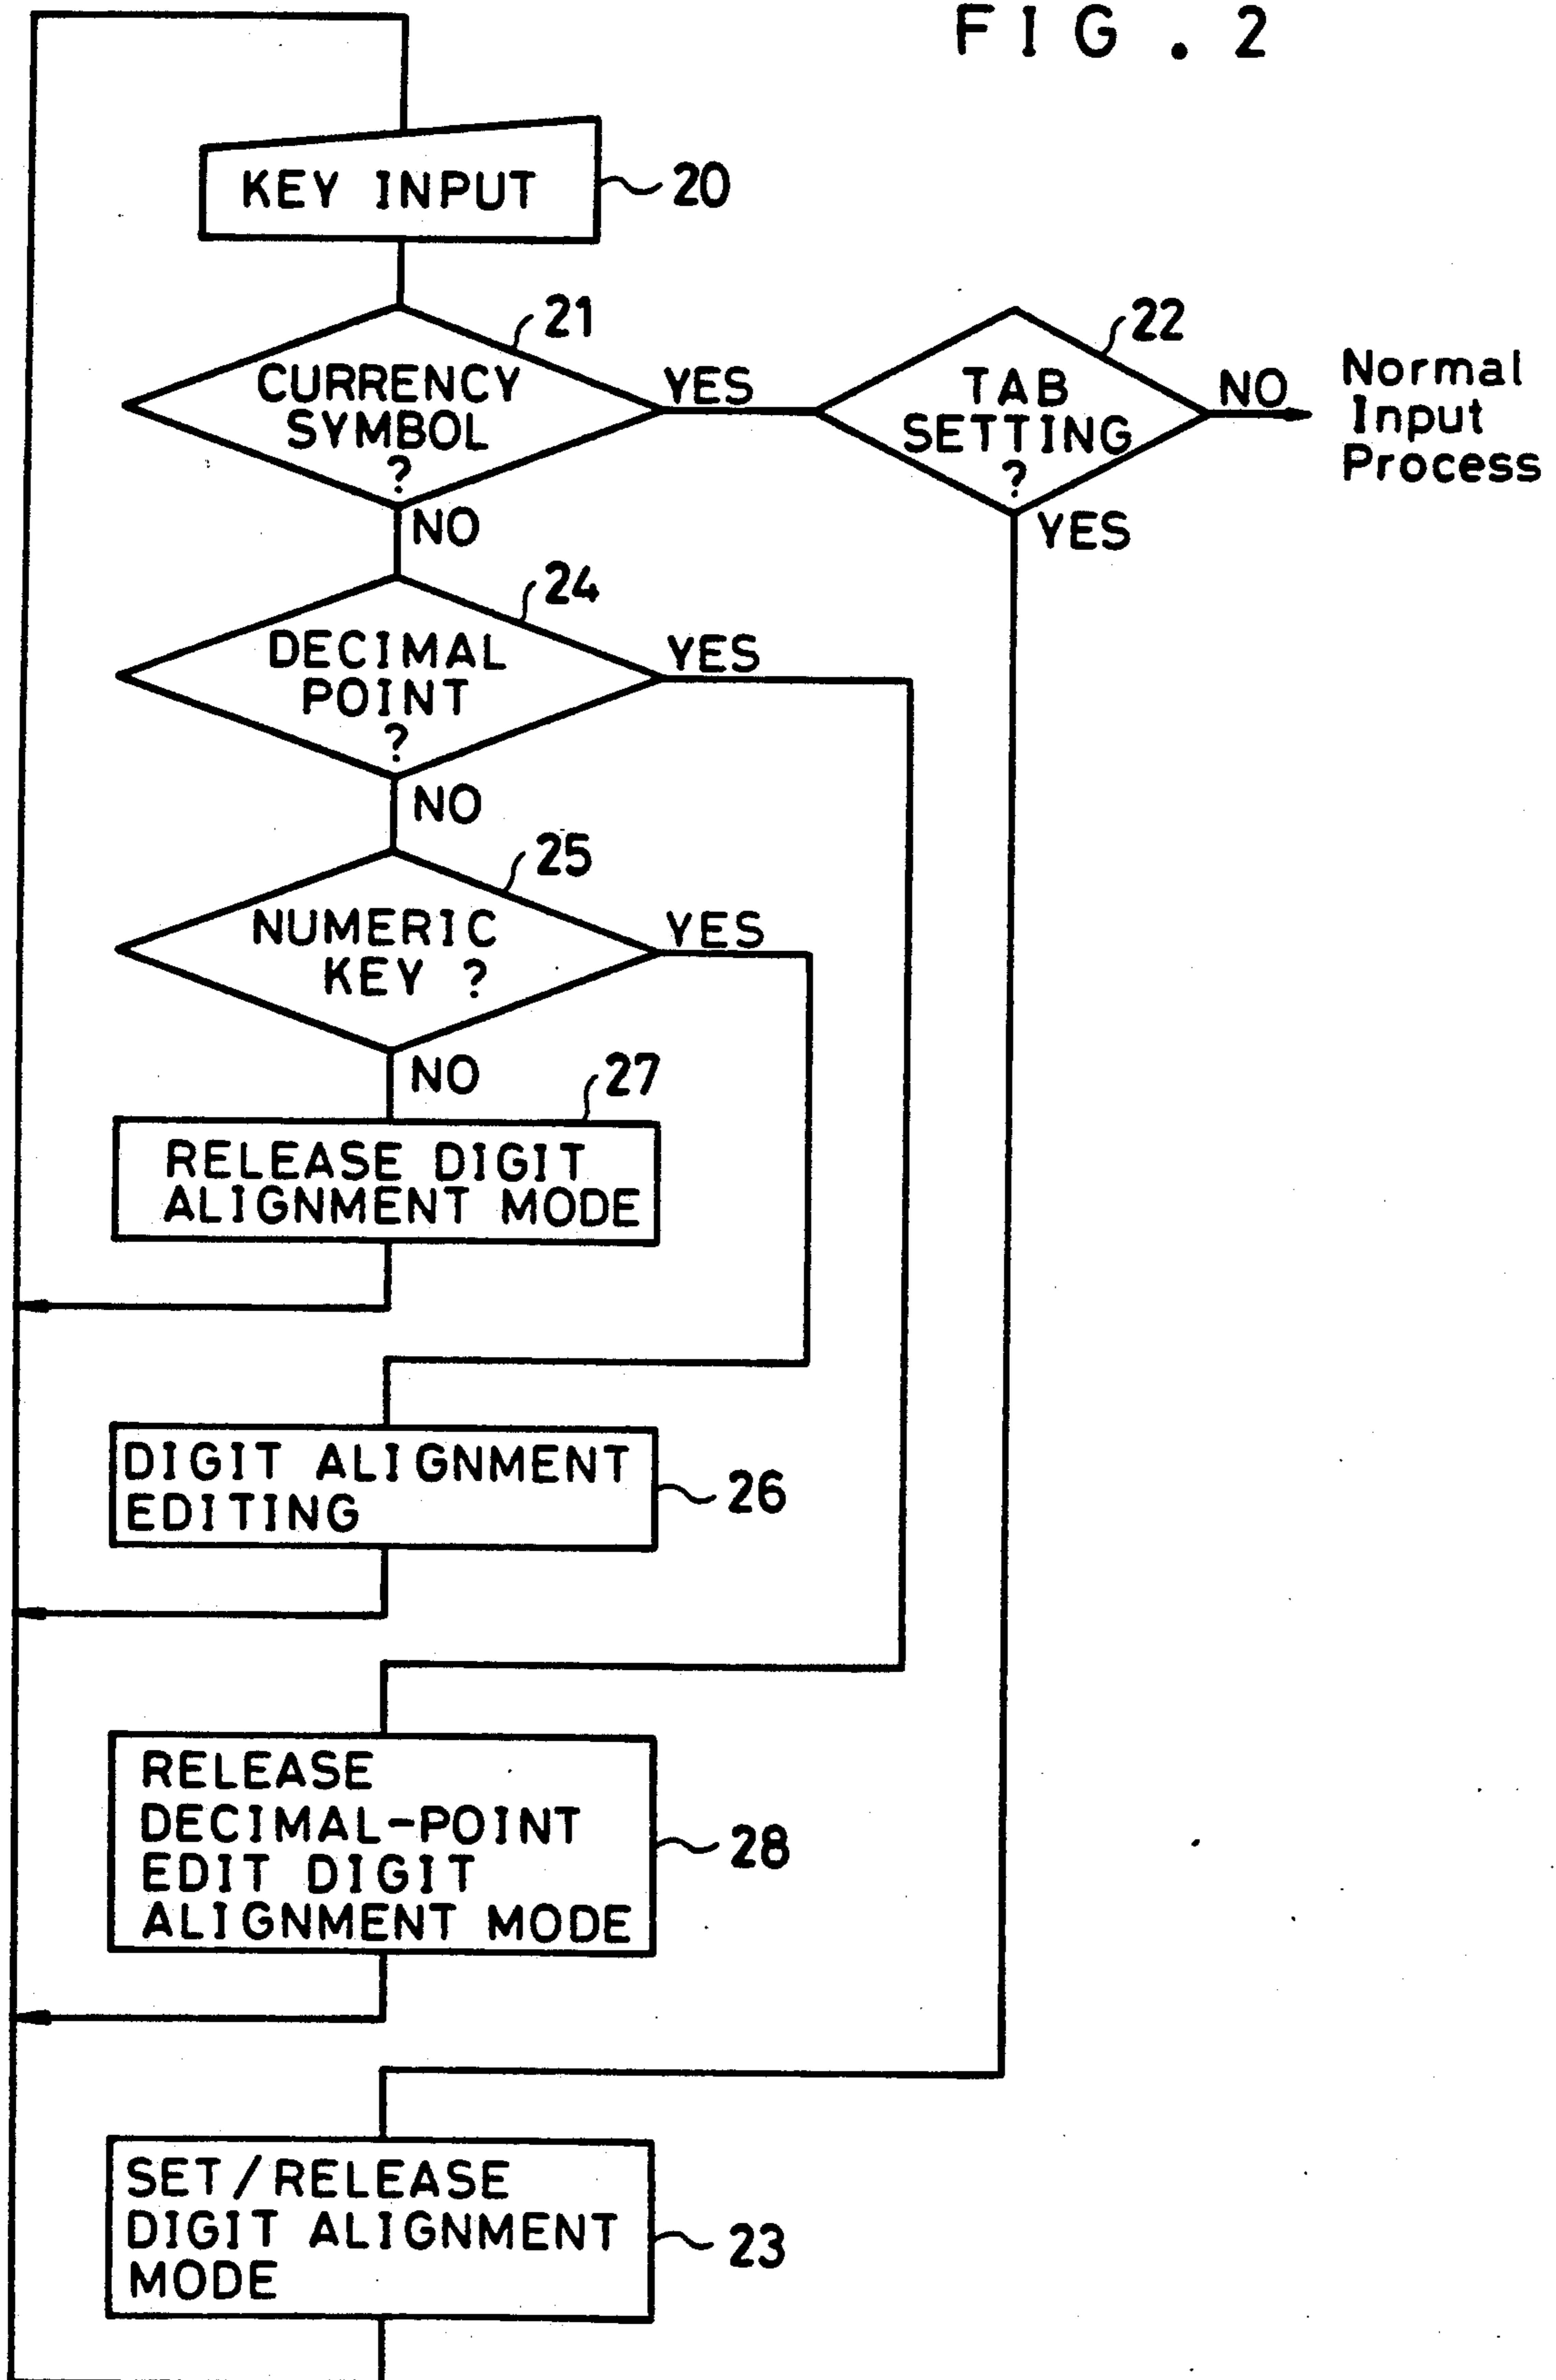 FIG. 2
KEY INPUT
20
21
CURRENCY
SYMBOL
?
YES
NO
22
TAB
SETTING
?
NO
YES
Normal
Input
Process
24
DECIMAL
POINT
?
YES
NO
25
NUMERIC
KEY ?
YES
NO
27
RELEASE DIGIT
ALIGNMENT MODE
DIGIT ALIGNMENT
EDITING
26
RELEASE
DECIMAL-POINT
EDIT DIGIT
ALIGNMENT MODE
28
SET/RELEASE
DIGIT ALIGNMENT
MODE
23